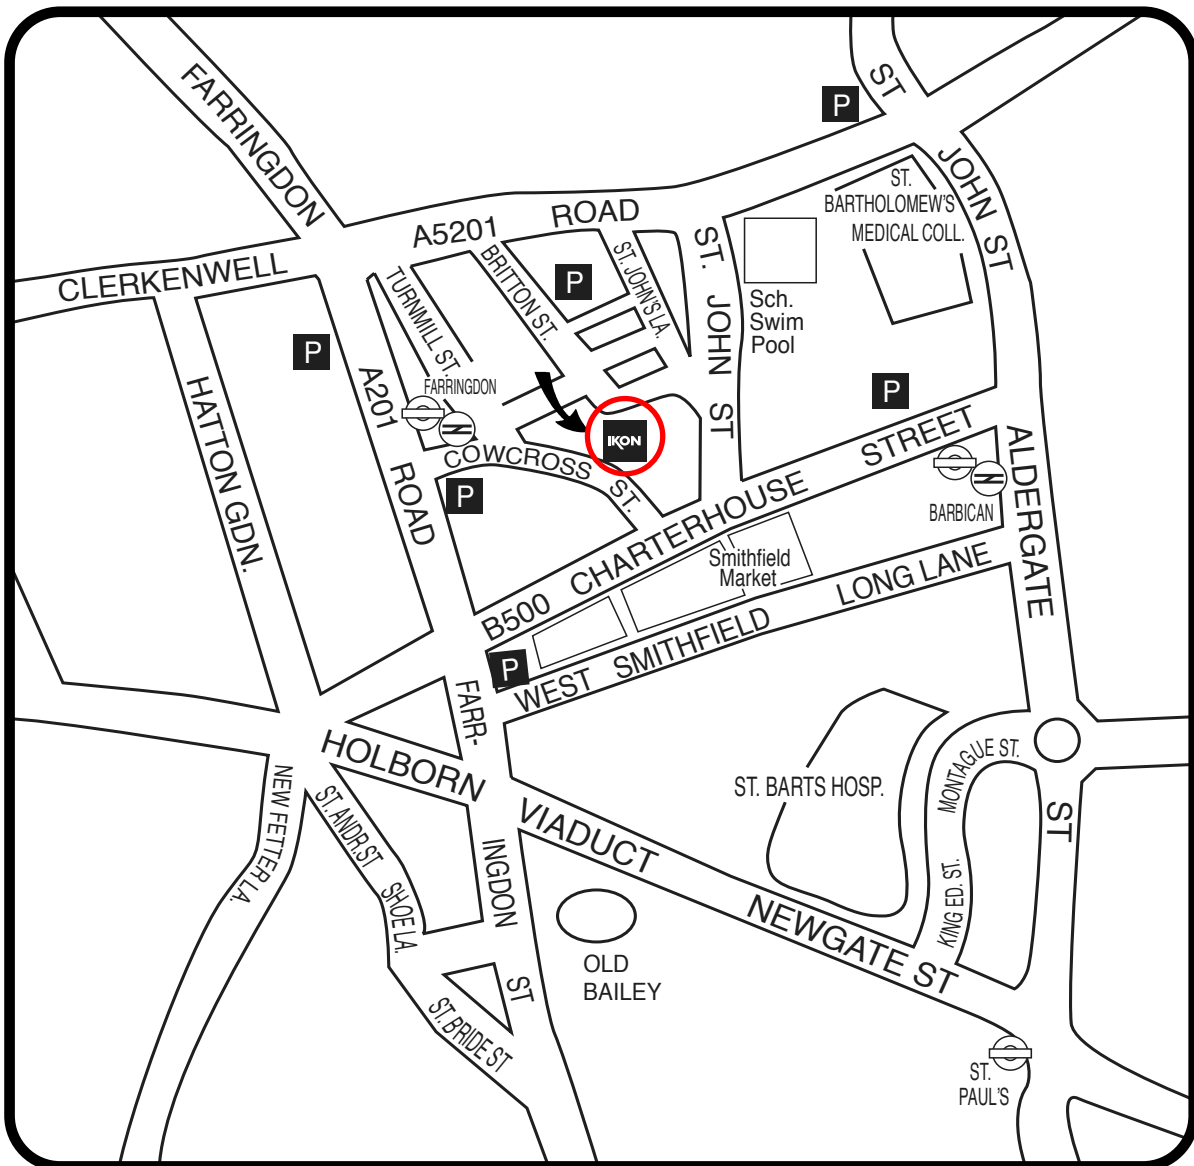 ST
P
FARRINGDON
JOHN ST
ST.
BARTHOLOMEW'S
MEDICAL COLL.
A5201
ROAD
CLERKENWELL
TURNMILL ST.
BRITTON ST.
P
ST. JOHN'S LA.
ST. JOHN ST
Sch.
Swim
Pool
P
HATTON GDN.
A201
ROAD
FARRINGDON
P
IKON
COWCROSS ST.
P
B500
CHARTERHOUSE STREET
BARBICAN
ALDERGATE
Smithfield
Market
LONG LANE
WEST SMITHFIELD
P
FARR-
INGDON
ST
HOLBORN
VIADUCT
NEWGATE ST
ST. BARTS HOSP.
MONTAGUE ST.
KING ED. ST.
ST
NEW FETTER LA.
ST. ANDR.ST
SHOE LA.
ST. BRIDE ST
OLD
BAILEY
ST.
PAUL'S